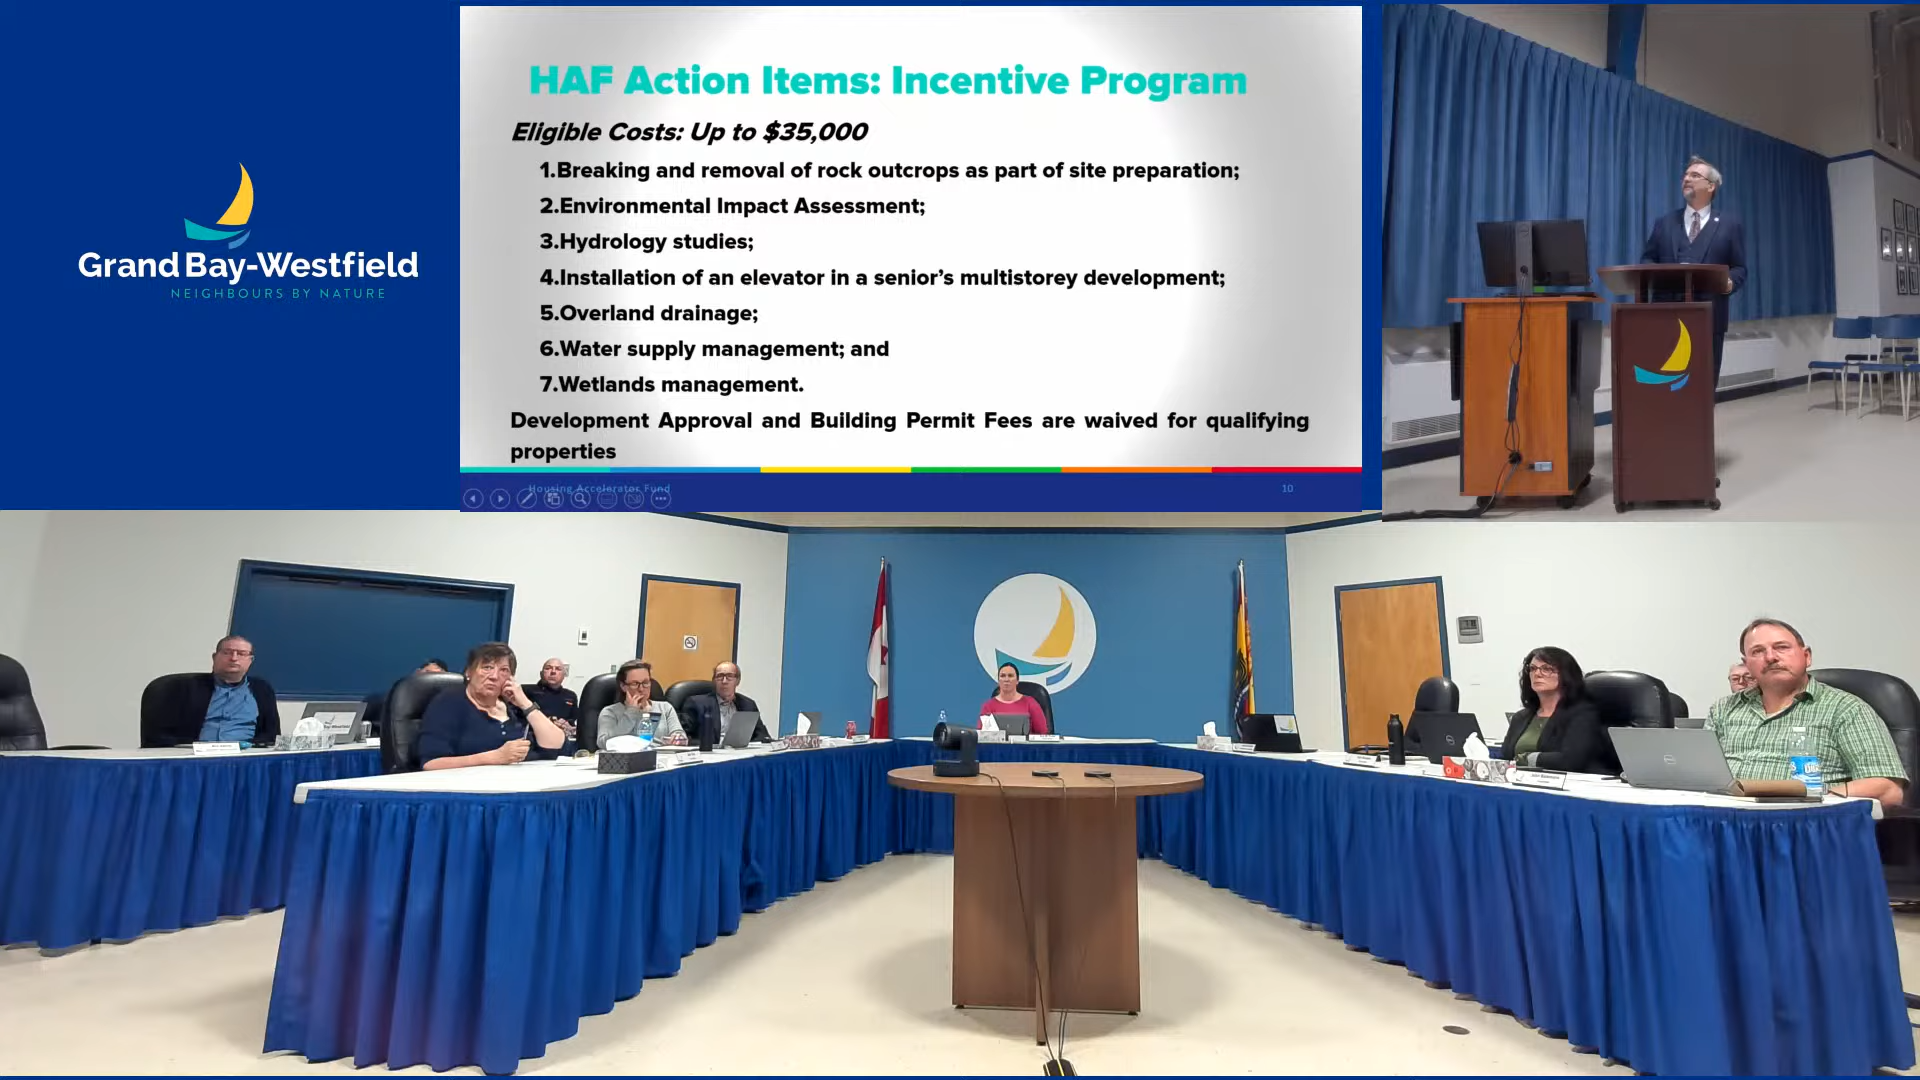 HAF Action Items: Incentive Program
Eligible Costs: Up to $35,000
1.Breaking and removal of rock outcrops as part of site preparation;
2.Environmental Impact Assessment;
3.Hydrology studies;
4.Installation of an elevator in a senior's multistorey development;
5.Overland drainage;
6.Water supply management; and
7.Wetlands management.
Development Approval and Building Permit Fees are waived for qualifying
properties
Housing Accelerator Fund
10
Grand Bay-Westfield
NEIGHBOURS BY NATURE